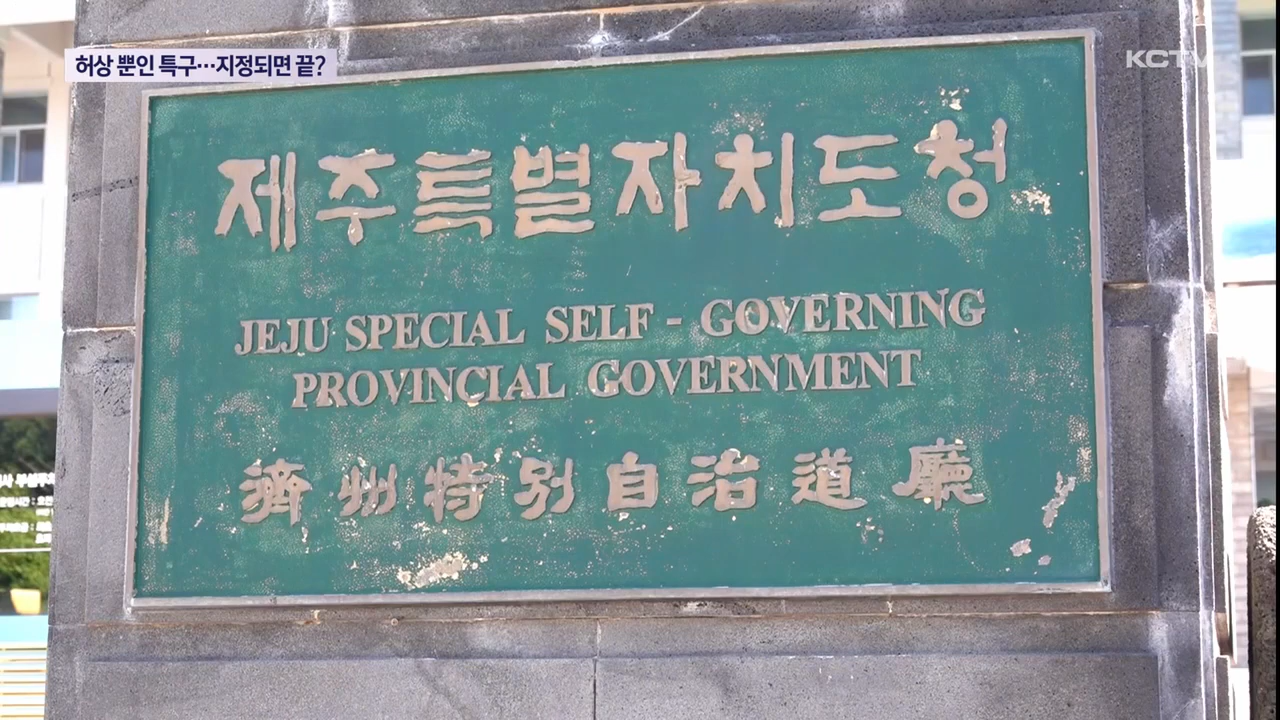 허상 뿐인 특구…지정되면 끝?
KCTV
제주특별자치도청
JEJU SPECIAL SELF - GOVERNING
PROVINCIAL GOVERNMENT
濟州特別自治道廳